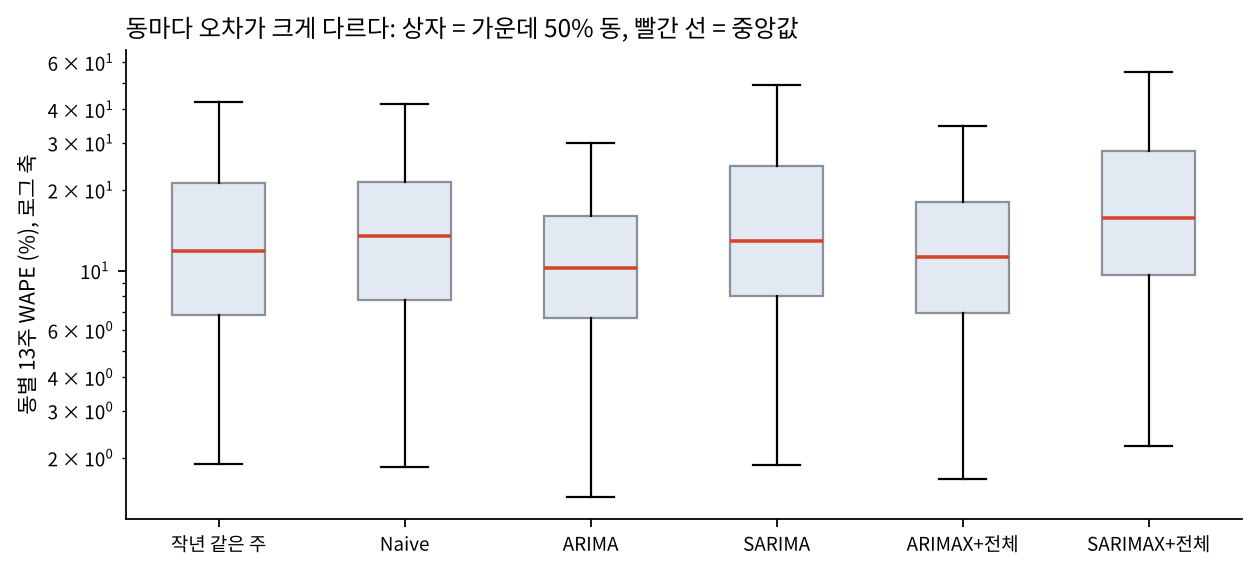 동마다 오차가 크게 다르다: 상자 = 가운데 50% 동, 빨간 선 = 중앙값
동별 13주 WAPE (%), 로그 축
6 × 10¹
4 × 10¹
3 × 10¹
2 × 10¹
10¹
6 × 10⁰
4 × 10⁰
3 × 10⁰
2 × 10⁰
작년 같은 주
Naive
ARIMA
SARIMA
ARIMAX+전체
SARIMAX+전체